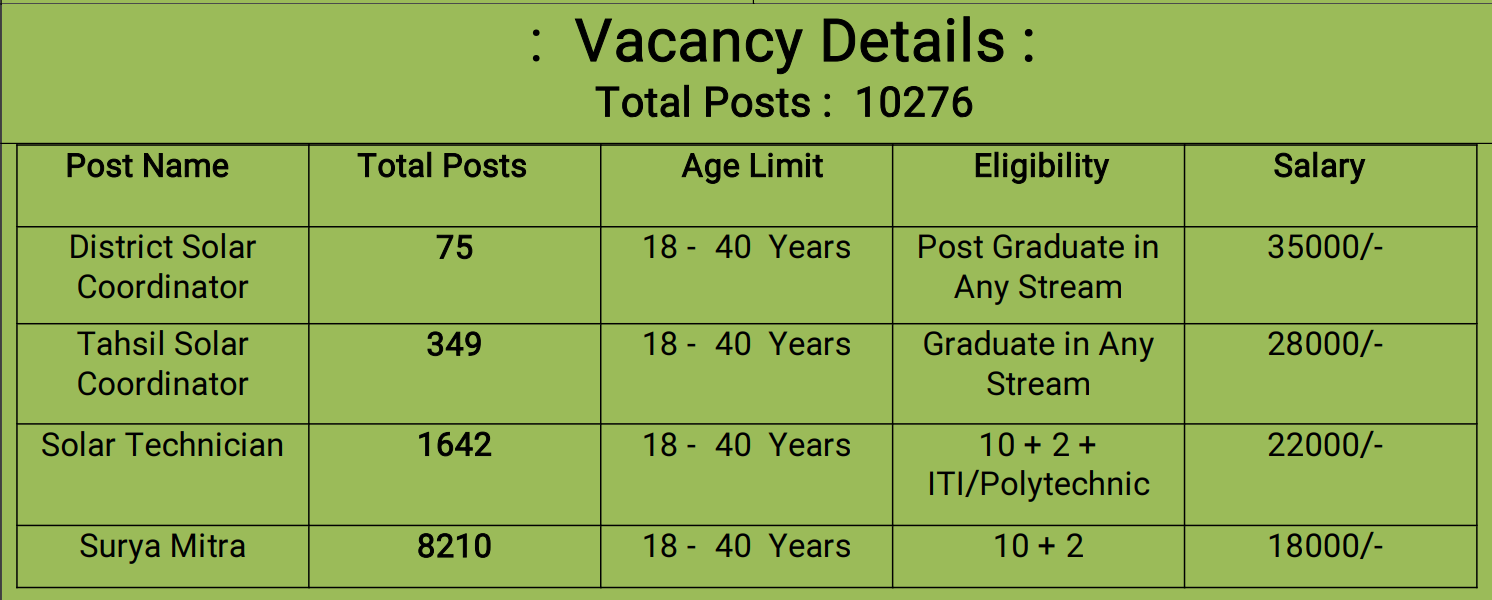 : Vacancy Details :
Total Posts : 10276
Post Name Total Posts Age Limit Eligibility Salary
District Solar Coordinator 75 18 - 40 Years Post Graduate in Any Stream 35000/-
Tahsil Solar Coordinator 349 18 - 40 Years Graduate in Any Stream 28000/-
Solar Technician 1642 18 - 40 Years 10 + 2 + ITI/Polytechnic 22000/-
Surya Mitra 8210 18 - 40 Years 10 + 2 18000/-